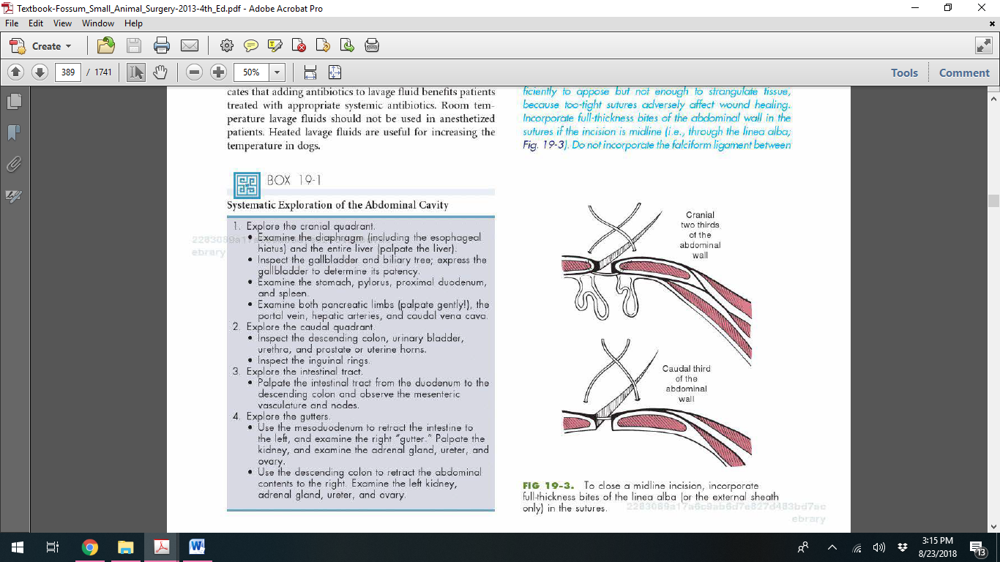 Textbook-Fossum_Small_Animal_Surgery-2013-4th_Ed.pdf - Adobe Acrobat Pro
File Edit View Window Help
Create
389 / 1741
50%
Tools
Comment
cates that adding antibiotics to lavage fluid benefits patients
treated with appropriate systemic antibiotics. Room tem-
perature lavage fluids should not be used in anesthetized
patients. Heated lavage fluids are useful for increasing the
temperature in dogs.
BOX 19-1
Systematic Exploration of the Abdominal Cavity
1. Explore the cranial quadrant.
• Examine the diaphragm (including the esophageal
hiatus) and the entire liver (palpate the liver).
• Inspect the gallbladder and biliary tree; express the
gallbladder to determine its patency.
• Examine the stomach, pylorus, proximal duodenum,
and spleen.
• Examine both pancreatic limbs (palpate gently!), the
portal vein, hepatic arteries, and caudal vena cava.
2. Explore the caudal quadrant.
• Inspect the descending colon, urinary bladder,
urethra, and prostate or uterine horns.
• Inspect the inguinal rings.
3. Explore the intestinal tract.
• Palpate the intestinal tract from the duodenum to the
descending colon and observe the mesenteric
vasculature and nodes.
4. Explore the gutters.
• Use the mesoduodenum to retract the intestine to
the left, and examine the right “gutter.” Palpate the
kidney, and examine the adrenal gland, ureter, and
ovary.
• Use the descending colon to retract the abdominal
contents to the right. Examine the left kidney,
adrenal gland, ureter, and ovary.
ebrary
ficiently to appose but not enough to strangulate tissue,
because too-tight sutures adversely affect wound healing.
Incorporate full-thickness bites of the abdominal wall in the
sutures if the incision is midline (i.e., through the linea alba;
Fig. 19-3). Do not incorporate the falciform ligament between
Cranial
two thirds
of the
abdominal
wall
Caudal third
of the
abdominal
wall
FIG 19-3. To close a midline incision, incorporate
full-thickness bites of the linea alba (or the external sheath
only) in the sutures.
2283089a17a6c9ab6d7e827d483bd7ac
ebrary
3:15 PM
8/23/2018
13